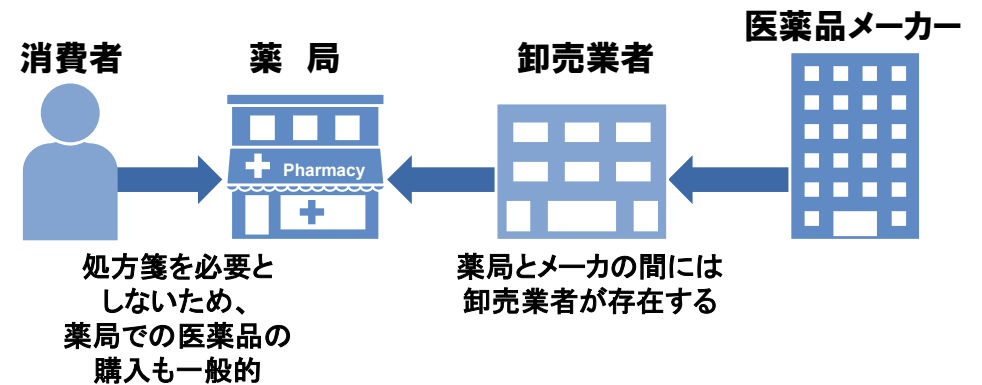 消費者
薬 局
卸売業者
医薬品メーカー
Pharmacy
処方箋を必要と
しないため、
薬局での医薬品の
購入も一般的
薬局とメーカの間には
卸売業者が存在する